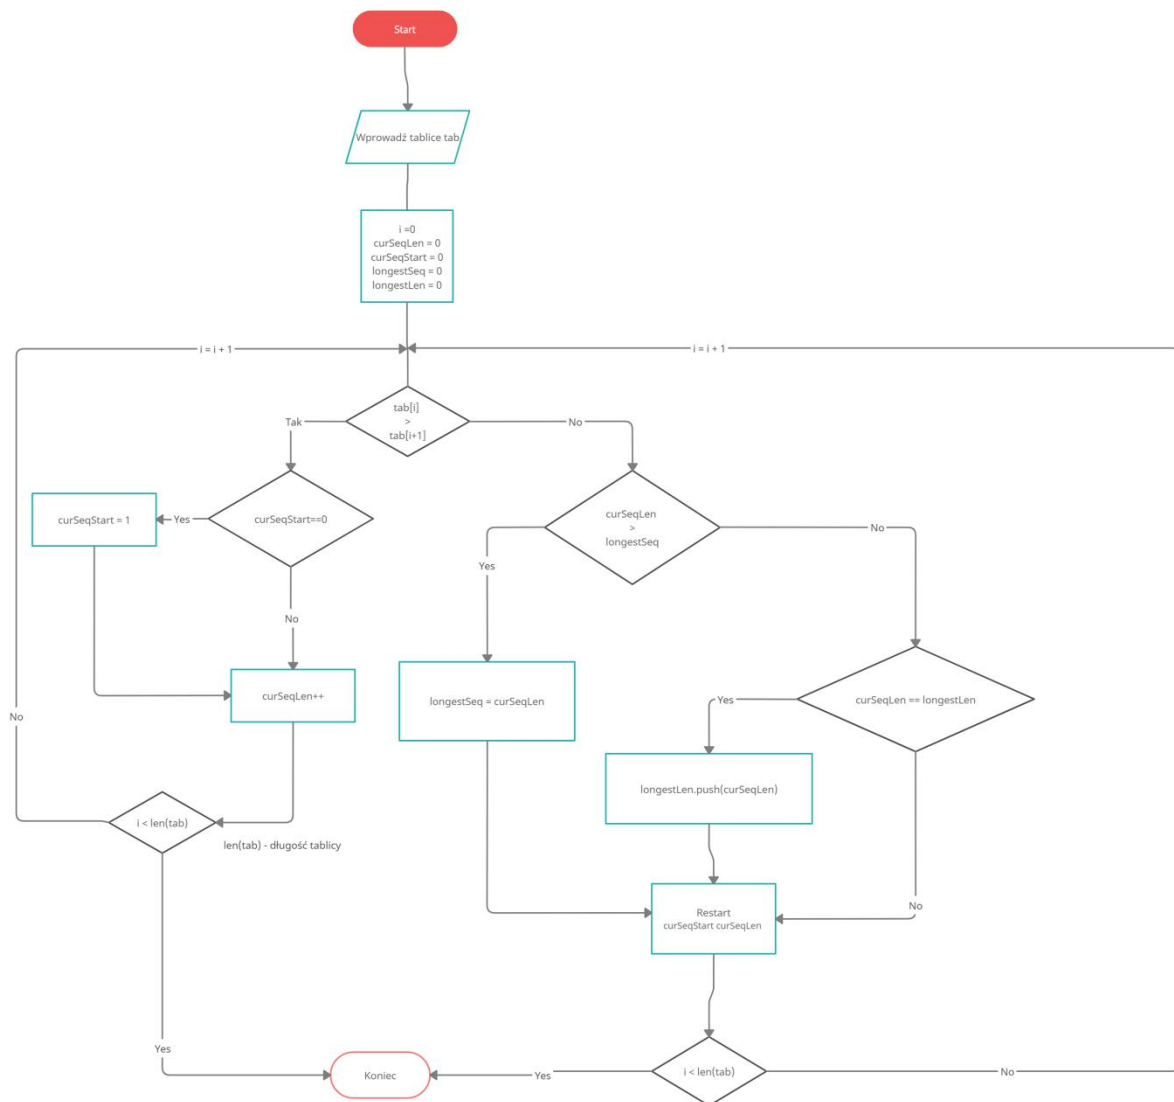 Start
Wprowadź tablice tab
i =0
curSeqLen = 0
curSeqStart = 0
longestSeq = 0
longestLen = 0
i = i + 1
i = i + 1
tab[i]
>
tab[i+1]
Tak
No
curSeqStart = 1
Yes
curSeqStart==0
curSeqLen
>
longestSeq
No
Yes
No
curSeqLen++
longestSeq = curSeqLen
Yes
curSeqLen == longestLen
No
longestLen.push(curSeqLen)
i < len(tab)
len(tab) - długość tablicy
Restart
curSeqStart curSeqLen
No
Yes
Koniec
Yes
i < len(tab)
No